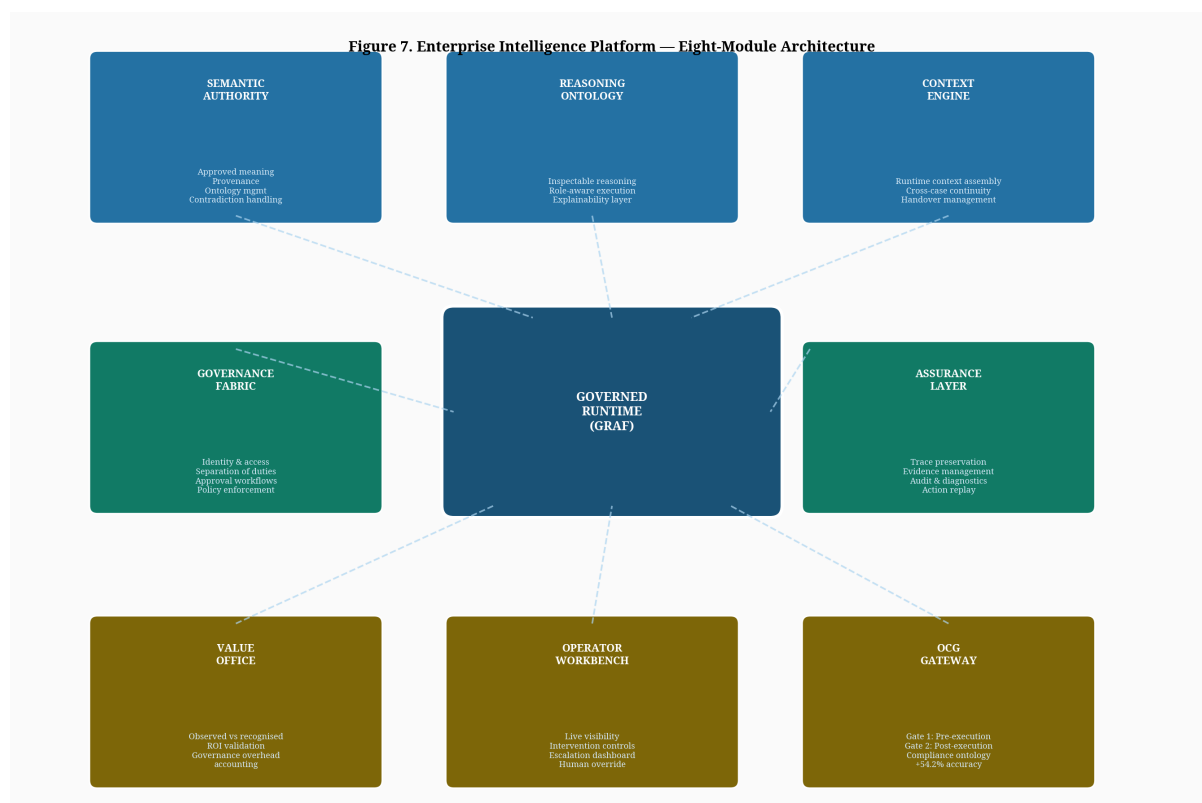 Figure 7. Enterprise Intelligence Platform — Eight-Module Architecture
SEMANTIC
AUTHORITY
Approved meaning
Provenance
Ontology mgmt
Contradiction handling
REASONING
ONTOLOGY
Inspectable reasoning
Role-aware execution
Explainability layer
CONTEXT
ENGINE
Runtime context assembly
Cross-case continuity
Handover management
GOVERNANCE
FABRIC
Identity & access
Separation of duties
Approval workflows
Policy enforcement
GOVERNED
RUNTIME
(GRAF)
ASSURANCE
LAYER
Trace preservation
Evidence management
Audit & diagnostics
Action replay
VALUE
OFFICE
Observed vs recognised
ROI validation
Governance overhead
accounting
OPERATOR
WORKBENCH
Live visibility
Intervention controls
Escalation dashboard
Human override
OCG
GATEWAY
Gate 1: Pre-execution
Gate 2: Post-execution
Compliance ontology
+54.2% accuracy